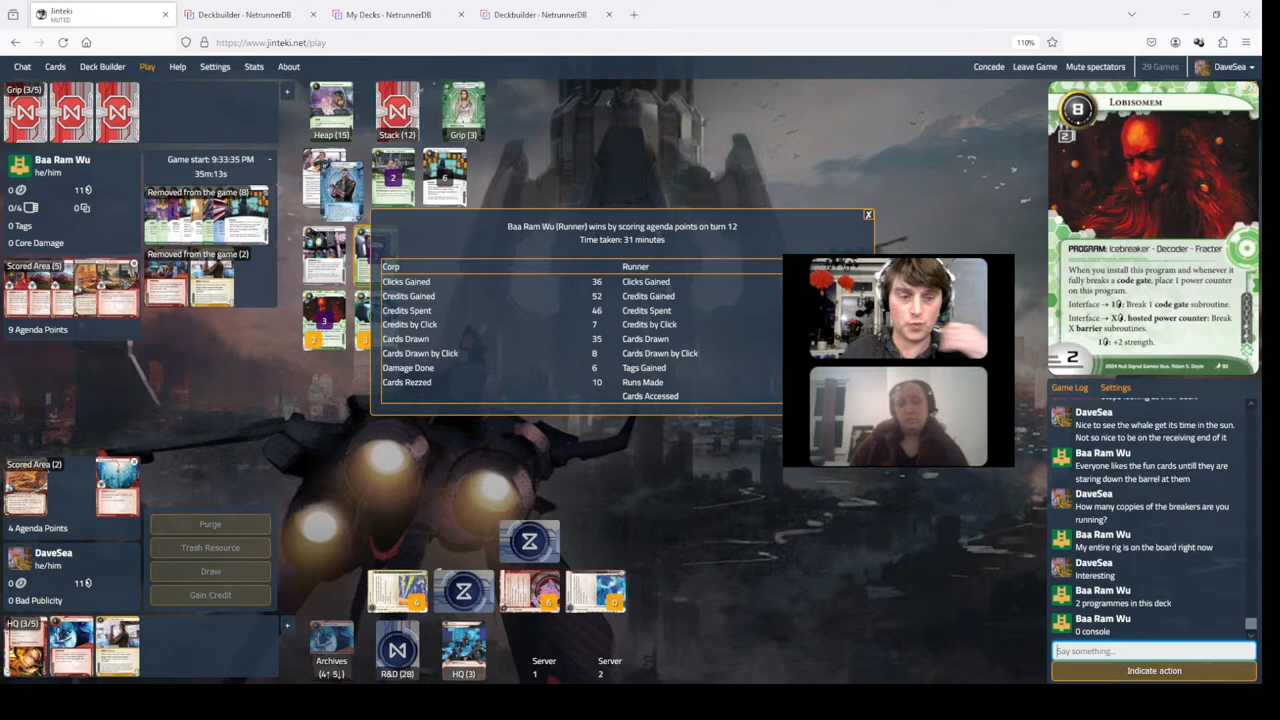 Jinteki
MUTED
Deckbuilder - NetrunnerDB
My Decks - NetrunnerDB
Deckbuilder - NetrunnerDB
https://www.jinteki.net/play
110%
Chat
Cards
Deck Builder
Play
Help
Settings
Stats
About
Concede
Leave Game
Mute spectators
29 Games
DaveSea
Grip (3/5)
Baa Ram Wu
he/him
0
11
0/4
0
0 Tags
0 Core Damage
Scored Area (5)
9 Agenda Points
Game start: 9:33:35 PM
35m:13s
Removed from the game (8)
Removed from the game (2)
Heap (15)
Stack (12)
Grip (3)
2
6
3
2
3
Baa Ram Wu (Runner) wins by scoring agenda points on turn 12
Time taken: 31 minutes
X
Corp
Runner
Clicks Gained 36 Clicks Gained
Credits Gained 52 Credits Gained
Credits Spent 46 Credits Spent
Credits by Click 7 Credits by Click
Cards Drawn 35 Cards Drawn
Cards Drawn by Click 8 Cards Drawn by Click
Damage Done 6 Tags Gained
Cards Rezzed 10 Runs Made
Cards Accessed
Scored Area (2)
4 Agenda Points
DaveSea
he/him
0
11
0 Bad Publicity
Purge
Trash Resource
Draw
Gain Credit
HQ (3/5)
4
6
0
Archives
(4↑ 5↓)
R&D (28)
HQ (3)
Server
1
Server
2
8
LOBISOMEM
2
PROGRAM: Icebreaker - Decoder - Fracter
When you install this program and whenever it
fully breaks a code gate, place 1 power counter
on this program.
Interface → 1: Break 1 code gate subroutine.
Interface → X, hosted power counter: Break
X barrier subroutines.
1: +2 strength.
2
Game Log
Settings
DaveSea
Nice to see the whale get its time in the sun.
Not so nice to be on the receiving end of it
Baa Ram Wu
Everyone likes the fun cards untill they are
staring down the barrel at them
DaveSea
How many coppies of the breakers are you
running?
Baa Ram Wu
My entire rig is on the board right now
DaveSea
Interesting
Baa Ram Wu
2 programmes in this deck
Baa Ram Wu
0 console
Say something...
Indicate action